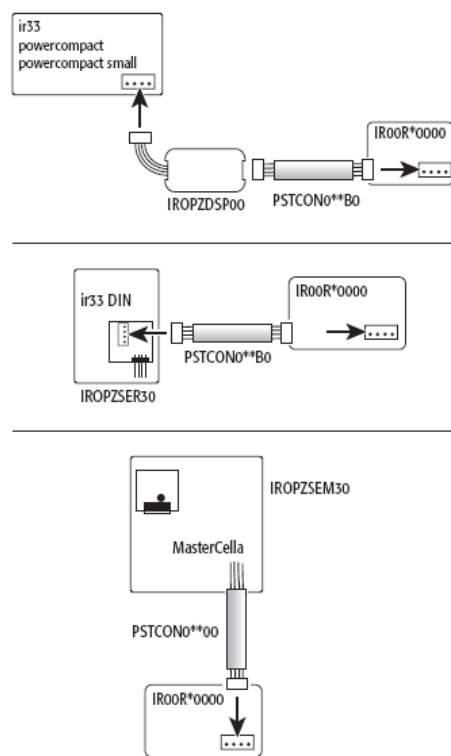 ir33
powercompact
powercompact small
IR00R*0000
IROPZDSP00
PSTCON0**B0
ir33 DIN
IR00R*0000
PSTCON0**B0
IROPZSER30
IROPZSEM30
MasterCella
PSTCON0**00
IR00R*0000